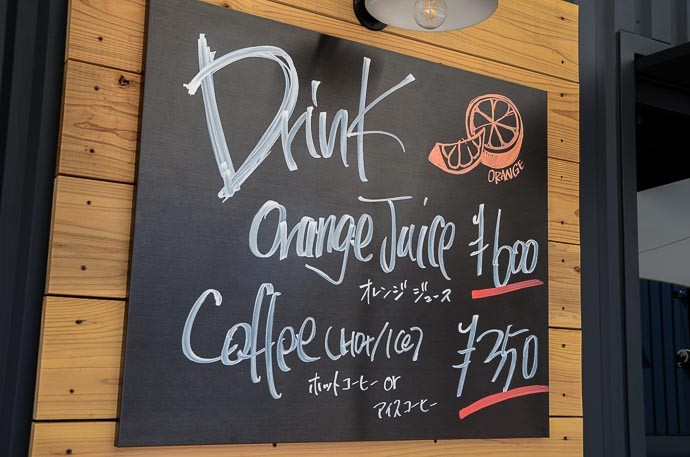 Drink
ORANGE
Orange Juice ¥600
オレンジ ジュース
Coffee (HOT/ICE) ¥350
ホットコーヒー or
アイスコーヒー